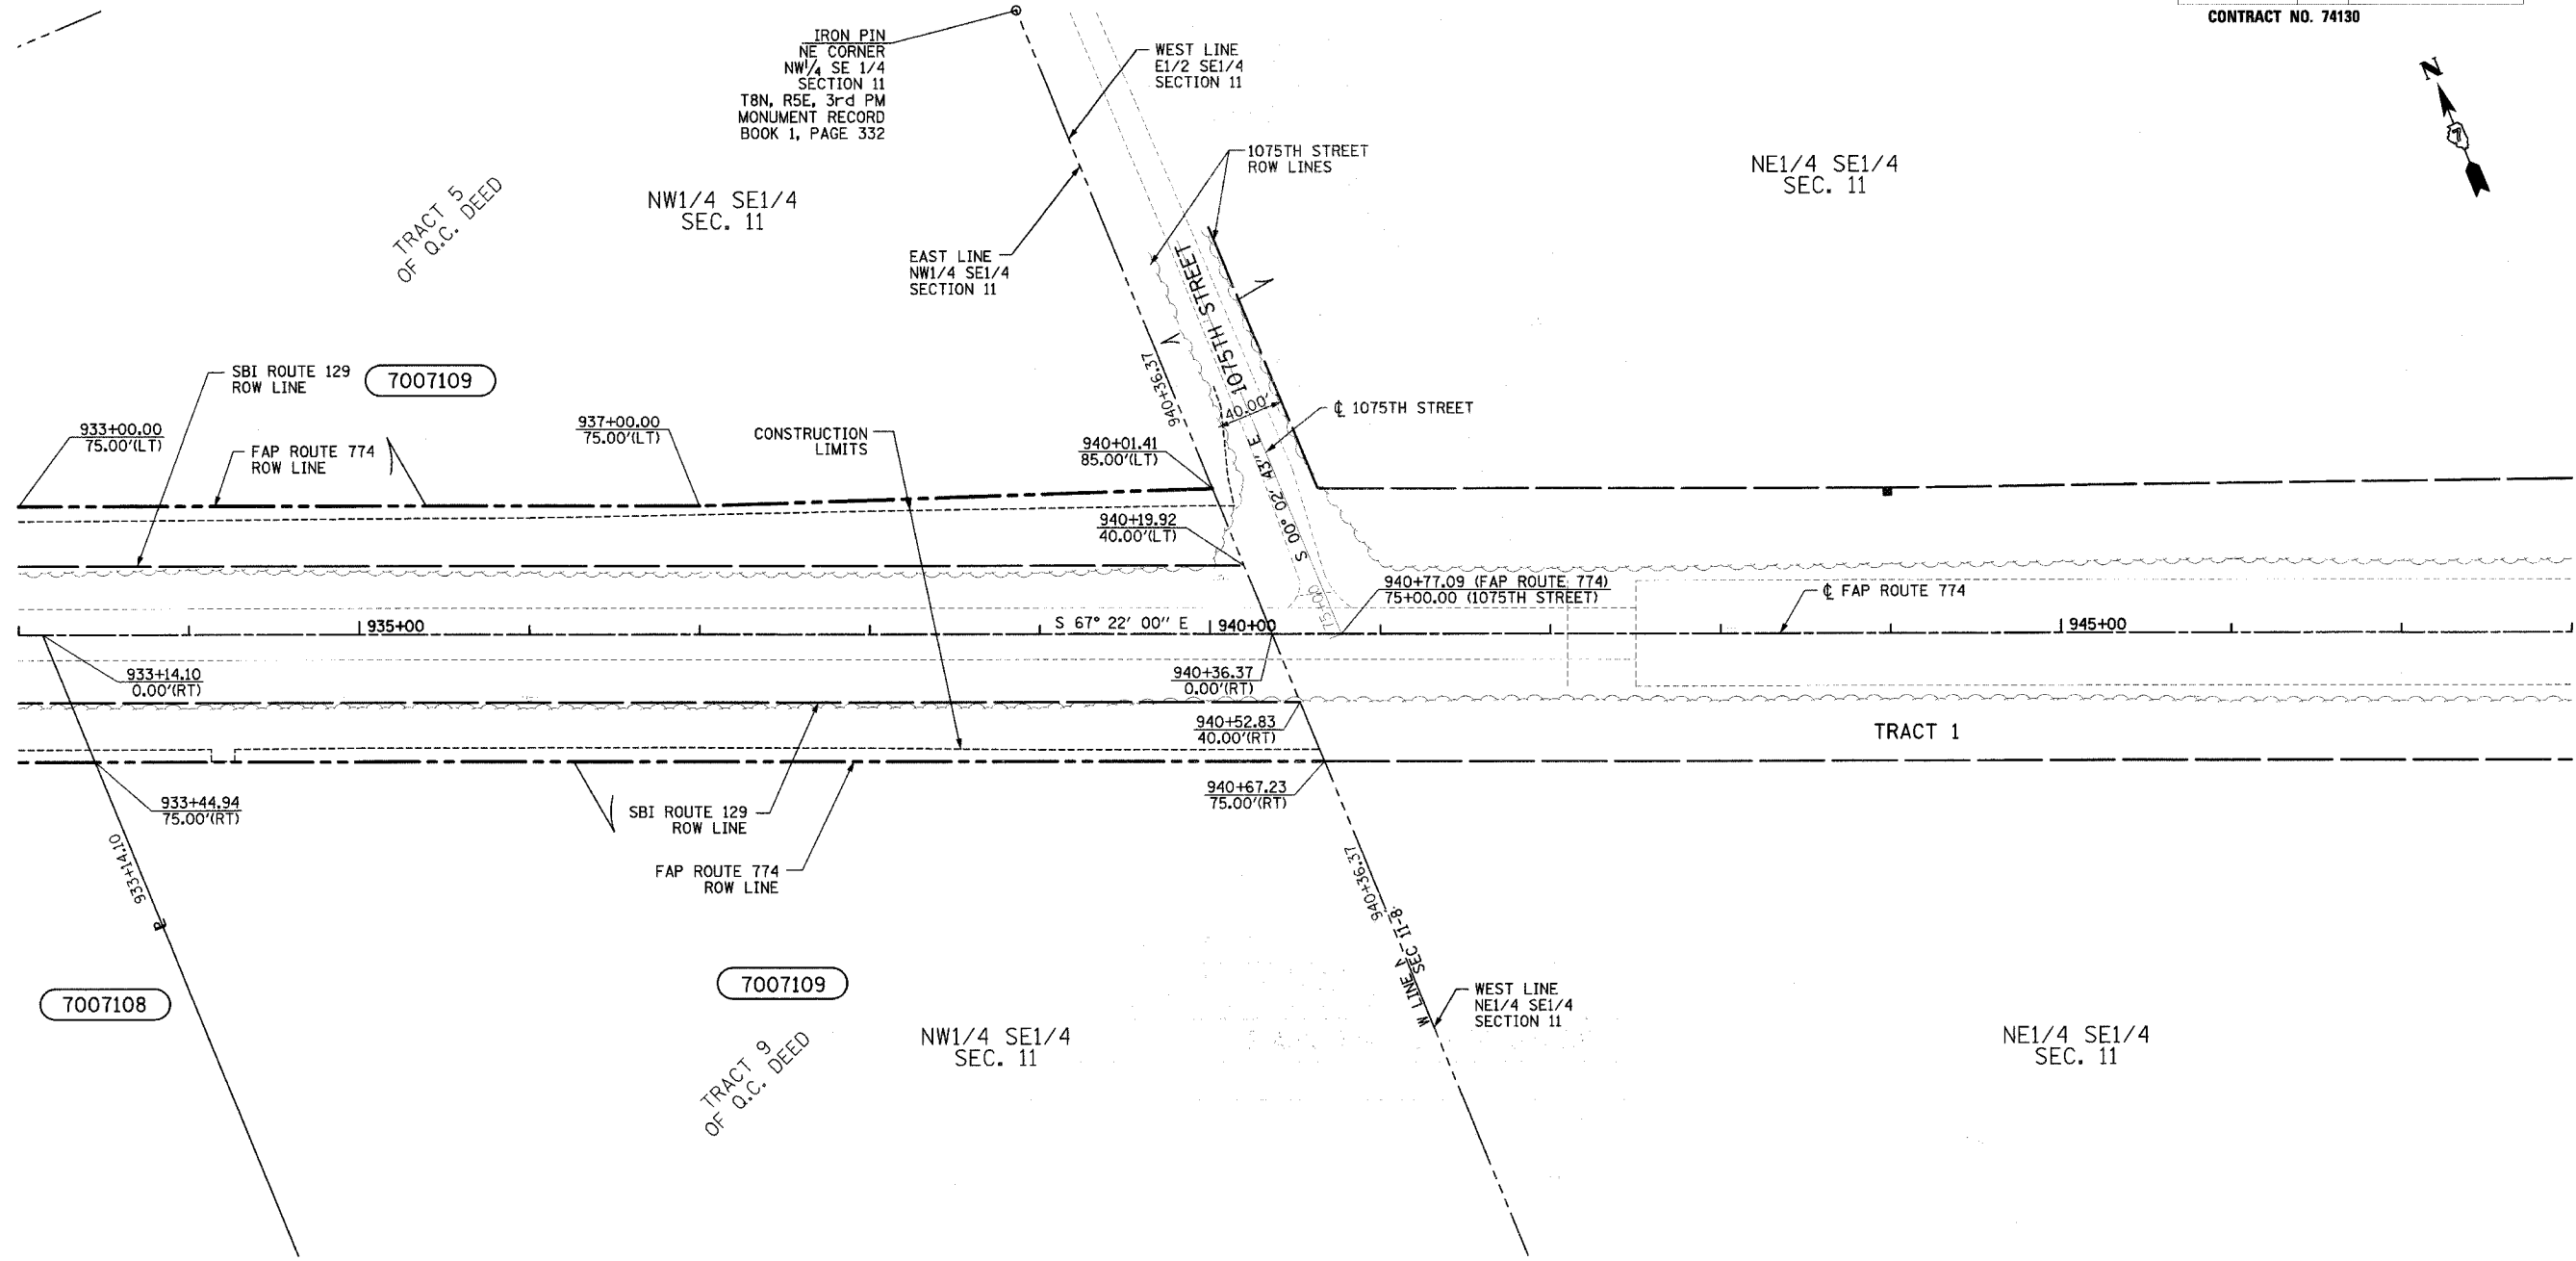 CONTRACT NO. 74130
N
7
IRON PIN
NE CORNER
NW1/4 SE 1/4
SECTION 11
T8N, R5E, 3rd PM
MONUMENT RECORD
BOOK 1, PAGE 332
WEST LINE
E1/2 SE1/4
SECTION 11
1075TH STREET
ROW LINES
NE1/4 SE1/4
SEC. 11
TRACT 5
OF Q.C. DEED
NW1/4 SE1/4
SEC. 11
EAST LINE
NW1/4 SE1/4
SECTION 11
1075TH STREET
SBI ROUTE 129
ROW LINE
7007109
940+36.37
40.00'
℄ 1075TH STREET
933+00.00
75.00'(LT)
FAP ROUTE 774
ROW LINE
937+00.00
75.00'(LT)
CONSTRUCTION
LIMITS
940+01.41
85.00'(LT)
S 00° 02' 43" E
940+19.92
40.00'(LT)
75+00
940+77.09 (FAP ROUTE 774)
75+00.00 (1075TH STREET)
℄ FAP ROUTE 774
935+00
S 67° 22' 00" E
940+00
945+00
933+14.10
0.00'(RT)
940+36.37
0.00'(RT)
940+52.83
40.00'(RT)
TRACT 1
933+44.94
75.00'(RT)
SBI ROUTE 129
ROW LINE
940+67.23
75.00'(RT)
933+14.10
FAP ROUTE 774
ROW LINE
940+36.37
W LINE
SEC 11-8
7007108
7007109
WEST LINE
NE1/4 SE1/4
SECTION 11
TRACT 9
OF Q.C. DEED
NW1/4 SE1/4
SEC. 11
NE1/4 SE1/4
SEC. 11